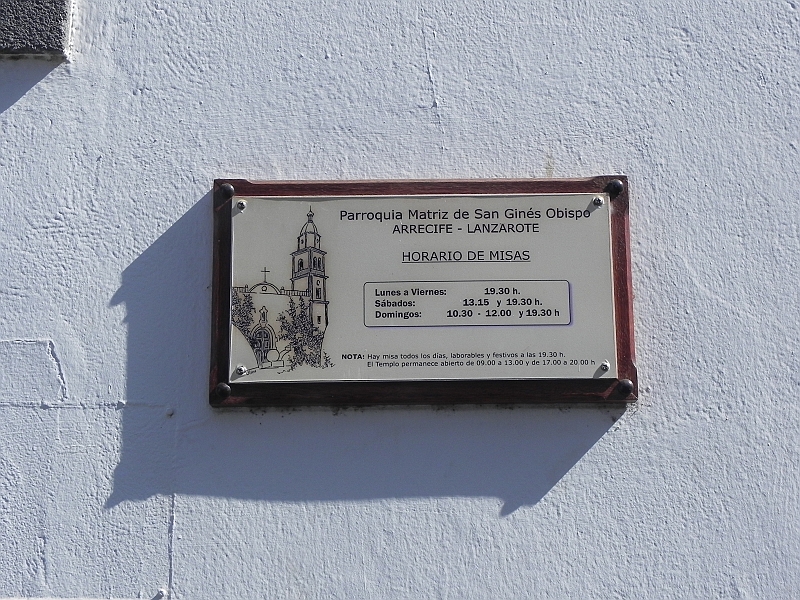 Parroquia Matriz de San Ginés Obispo
ARRECIFE - LANZAROTE
HORARIO DE MISAS
Lunes a Viernes: 19.30 h.
Sábados: 13.15 y 19.30 h.
Domingos: 10.30 - 12.00 y 19.30 h
NOTA: Hay misa todos los días, laborables y festivos a las 19.30 h.
El Templo permanece abierto de 09.00 a 13.00 y de 17.00 a 20.00 h